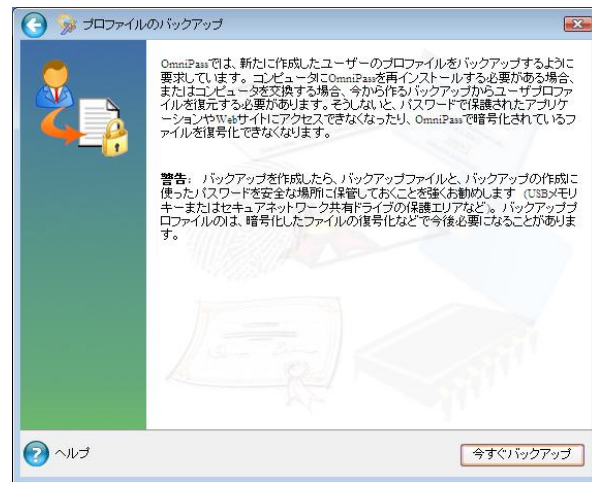 プロファイルのバックアップ
OmniPassでは、新たに作成したユーザーのプロファイルをバックアップするように
要求しています。コンピュータにOmniPassを再インストールする必要がある場合、
またはコンピュータを交換する場合、今から作るバックアップからユーザプロファ
イルを復元する必要があります。そうしないと、パスワードで保護されたアプリケ
ーションやWebサイトにアクセスできなくなったり、OmniPassで暗号化されているフ
ァイルを復号化できなくなります。
警告： バックアップを作成したら、バックアップファイルと、バックアップの作成に
使ったパスワードを安全な場所に保管しておくことを強くお勧めします （USBメモリ
キーまたはセキュアネットワーク共有ドライブの保護エリアなど）。バックアッププ
ロファイルのは、暗号化したファイルの復号化などで今後必要になることがありま
す。
ヘルプ
今すぐバックアップ